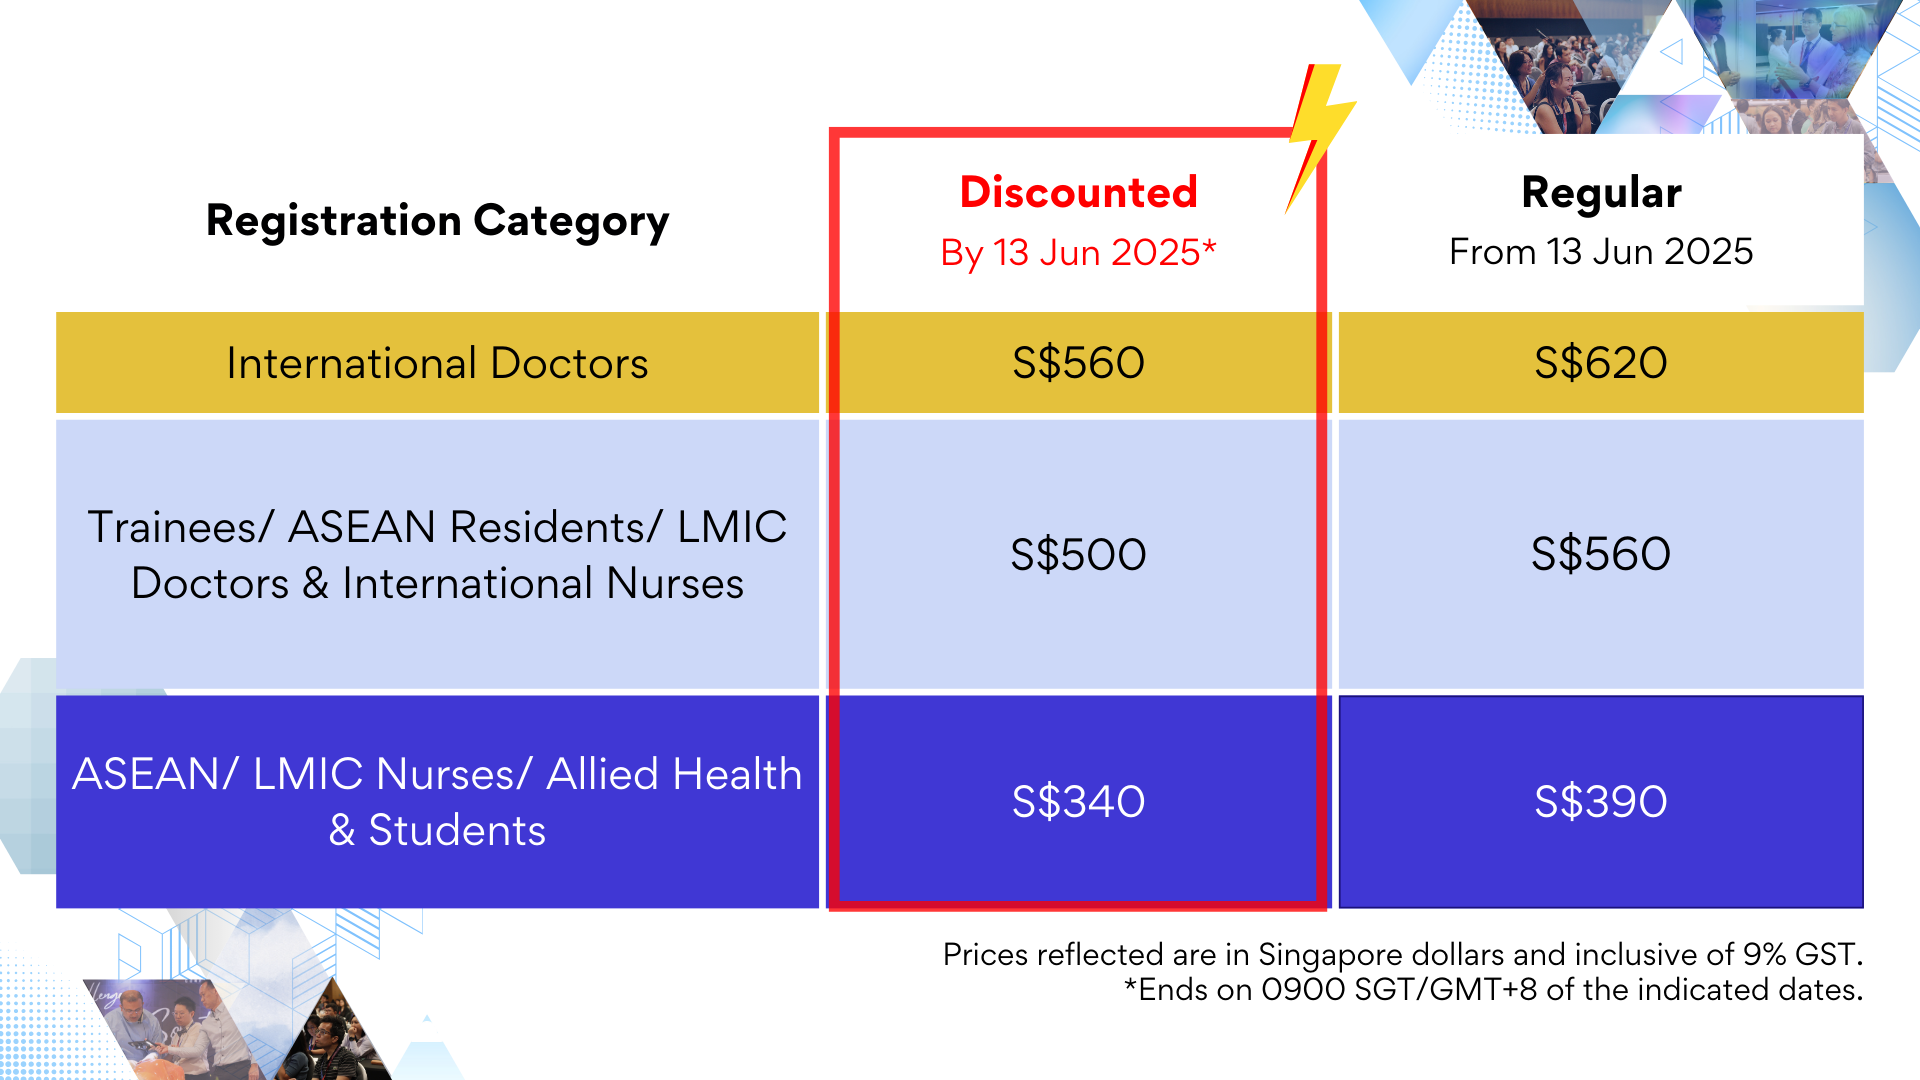 Registration Category
Discounted
By 13 Jun 2025*
Regular
From 13 Jun 2025
International Doctors
S$560
S$620
Trainees/ ASEAN Residents/ LMIC
Doctors & International Nurses
S$500
S$560
ASEAN/ LMIC Nurses/ Allied Health
& Students
S$340
S$390
Prices reflected are in Singapore dollars and inclusive of 9% GST.
*Ends on 0900 SGT/GMT+8 of the indicated dates.